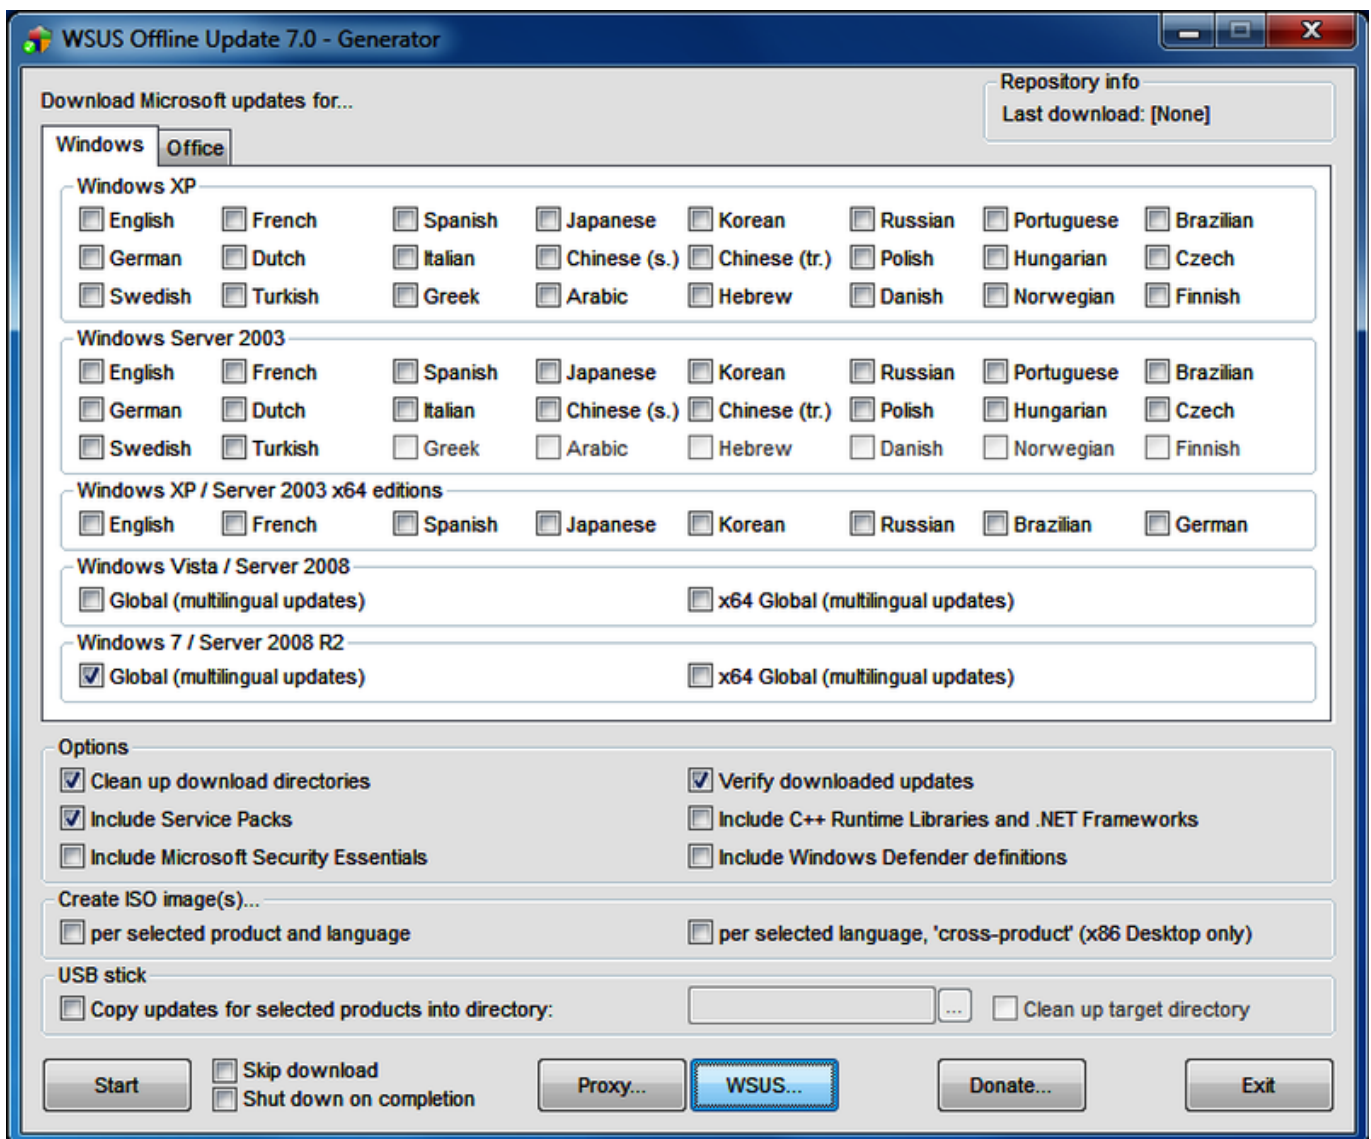 WSUS Offline Update 7.0 - Generator
Repository info
Download Microsoft updates for...
Last download: [None]
Windows Office
Windows XP
English French Spanish Japanese Korean Russian Portuguese Brazilian
German Dutch Italian Chinese (s.) Chinese (tr.) Polish Hungarian Czech
Swedish Turkish Greek Arabic Hebrew Danish Norwegian Finnish
Windows Server 2003
English French Spanish Japanese Korean Russian Portuguese Brazilian
German Dutch Italian Chinese (s.) Chinese (tr.) Polish Hungarian Czech
Swedish Turkish Greek Arabic Hebrew Danish Norwegian Finnish
Windows XP / Server 2003 x64 editions
English French Spanish Japanese Korean Russian Brazilian German
Windows Vista / Server 2008
Global (multilingual updates) x64 Global (multilingual updates)
Windows 7 / Server 2008 R2
Global (multilingual updates) x64 Global (multilingual updates)
Options
Clean up download directories Verify downloaded updates
Include Service Packs Include C++ Runtime Libraries and .NET Frameworks
Include Microsoft Security Essentials Include Windows Defender definitions
Create ISO image(s)...
per selected product and language per selected language, 'cross-product' (x86 Desktop only)
USB stick
Copy updates for selected products into directory: ... Clean up target directory
Start Skip download Proxy... WSUS... Donate... Exit
Shut down on completion